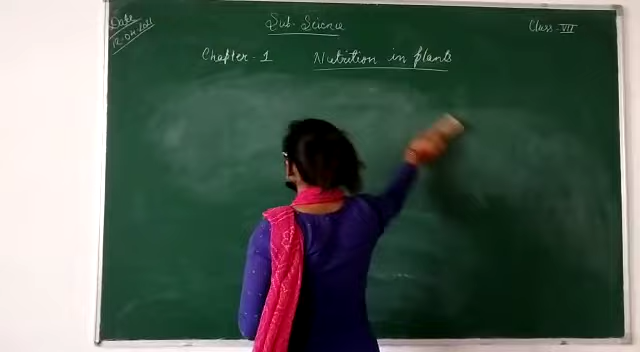 Date
12-04-2021
Sub- Science
Class- VII
Chapter - 1 Nutrition in plants